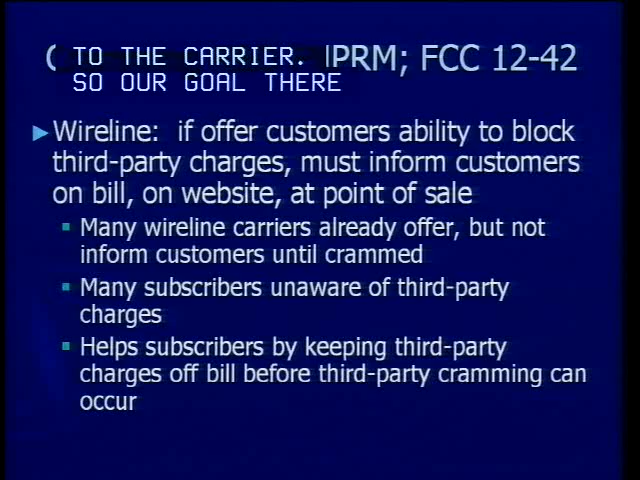 ( TO THE CARRIER. NPRM; FCC 12-42
SO OUR GOAL THERE
►Wireline: if offer customers ability to block
third-party charges, must inform customers
on bill, on website, at point of sale
▪ Many wireline carriers already offer, but not
inform customers until crammed
▪ Many subscribers unaware of third-party
charges
▪ Helps subscribers by keeping third-party
charges off bill before third-party cramming can
occur